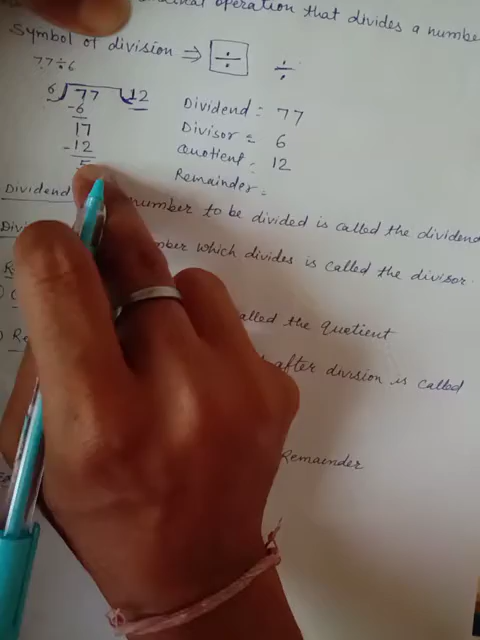 operation that divides a number
Symbol of division ⇒ ÷ ÷
77÷6
6 77 12
-6
17
-12
5
Dividend = 77
Divisor = 6
Quotient = 12
Remainder =
Dividend number to be divided is called the dividend
which divides is called the divisor.
called the quotient
after division is called
Remainder